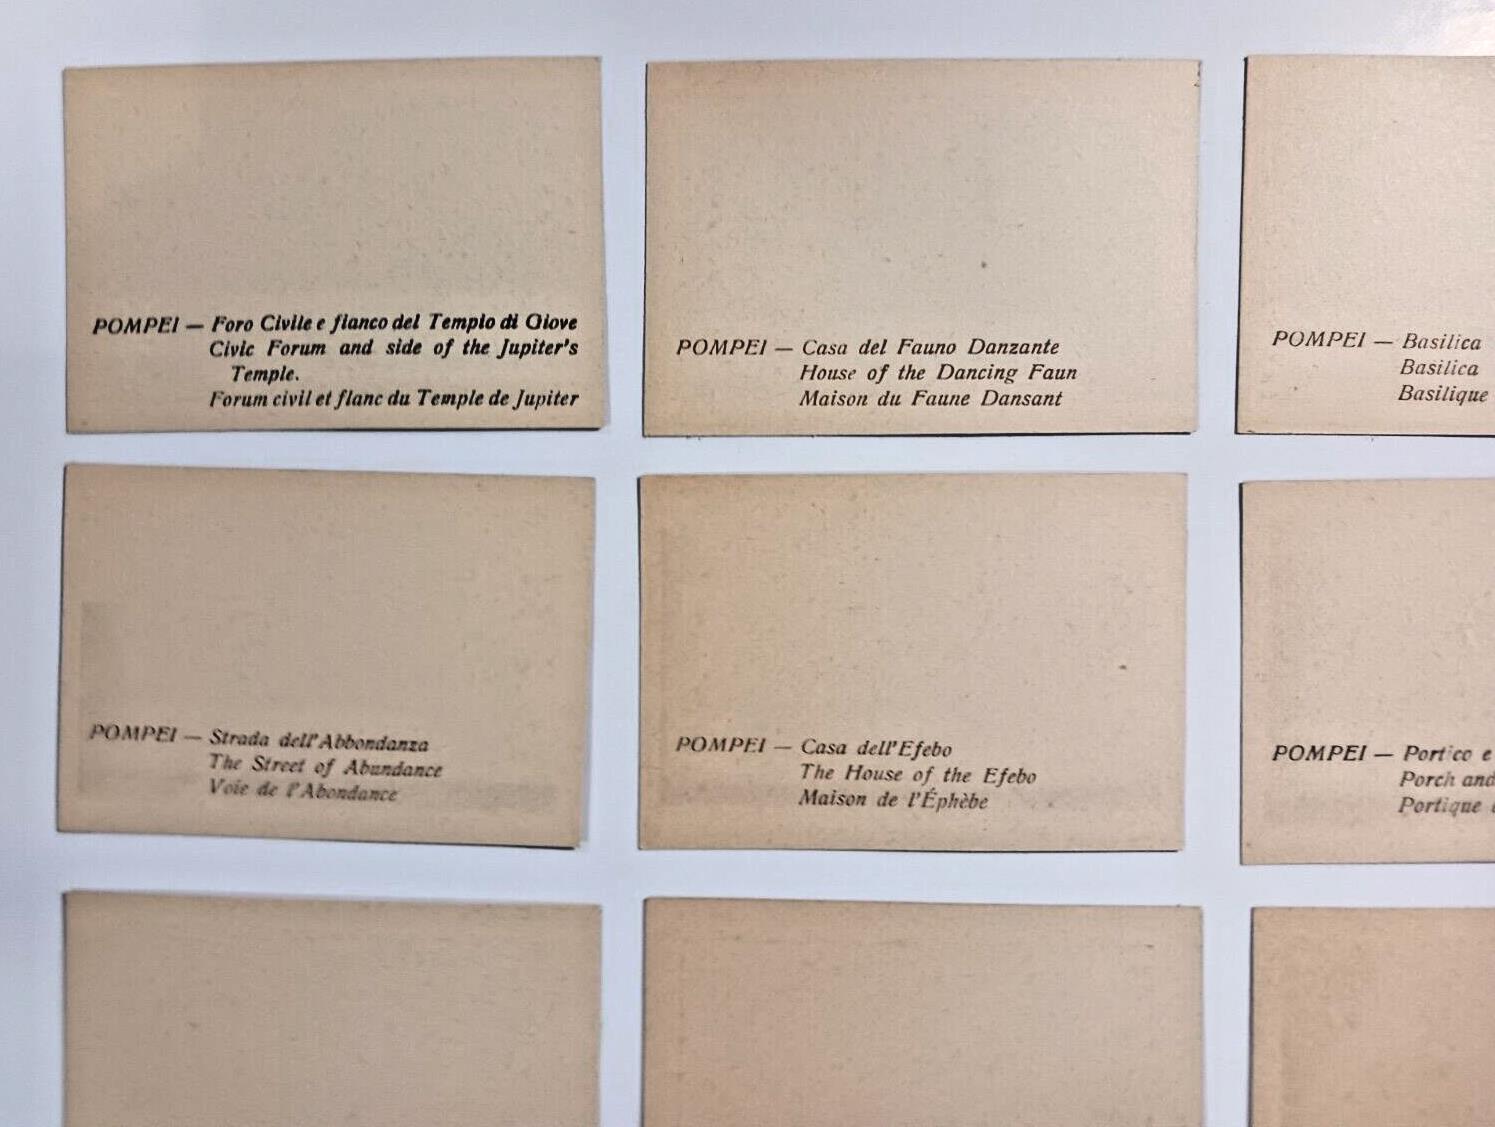 POMPEI — Foro Civile e fianco del Tempio di Giove
Civic Forum and side of the Jupiter's
Temple.
Forum civil et flanc du Temple de Jupiter
POMPEI — Casa del Fauno Danzante
House of the Dancing Faun
Maison du Faune Dansant
POMPEI — Basilica
Basilica
Basilique
POMPEI — Strada dell'Abbondanza
The Street of Abundance
Voie de l'Abondance
POMPEI — Casa dell'Efebo
The House of the Efebo
Maison de l'Éphèbe
POMPEI — Portico e
Porch and
Portique